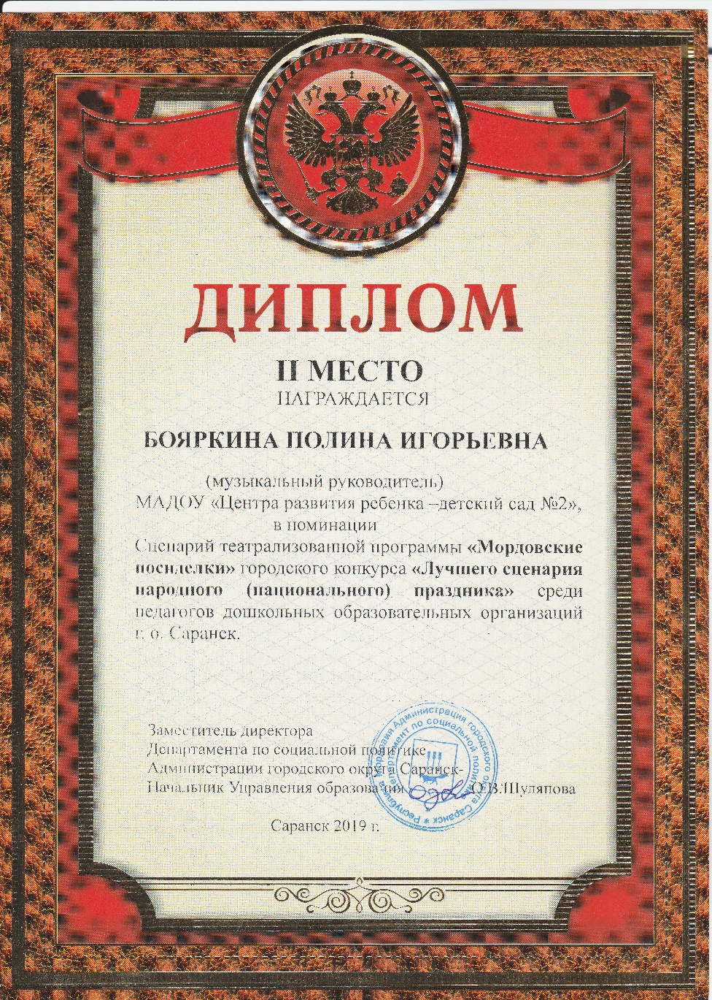 ДИПЛОМ
II МЕСТО
НАГРАЖДАЕТСЯ
БОЯРКИНА ПОЛИНА ИГОРЬЕВНА
(музыкальный руководитель)
МАДОУ «Центра развития ребенка –детский сад №2»,
в номинации
Сценарий театрализованной программы «Мордовские
посиделки» городского конкурса «Лучшего сценария
народного (национального) праздника» среди
педагогов дошкольных образовательных организаций
г. о. Саранск.
Заместитель директора
Департамента по социальной политике
Администрации городского округа Саранск-
Начальник Управления образования О.В.Шуляпова
Республика Мордовия Администрация городского округа Саранск *
Департамент по социальной политике
Саранск 2019 г.